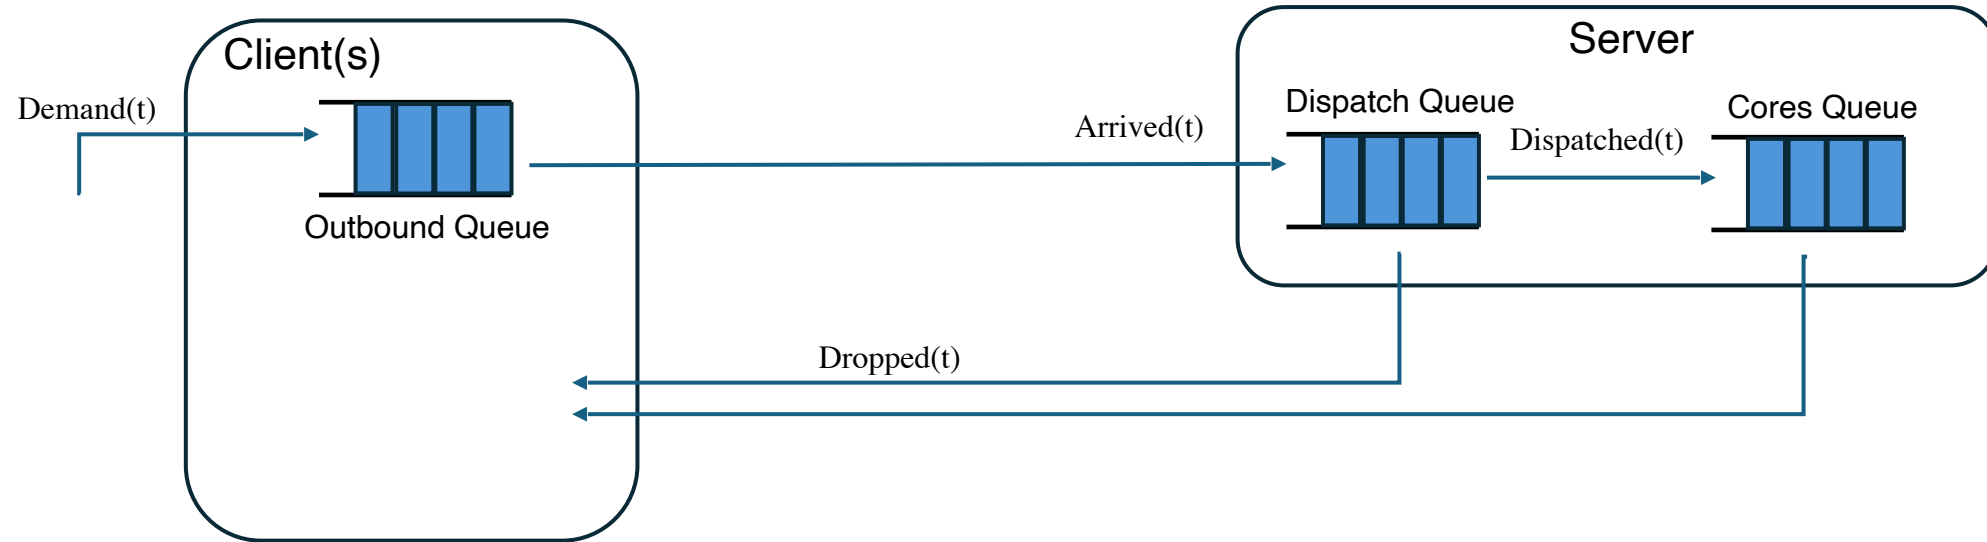 Client(s)
Server
Demand(t)
Outbound Queue
Arrived(t)
Dispatch Queue
Dispatched(t)
Cores Queue
Dropped(t)